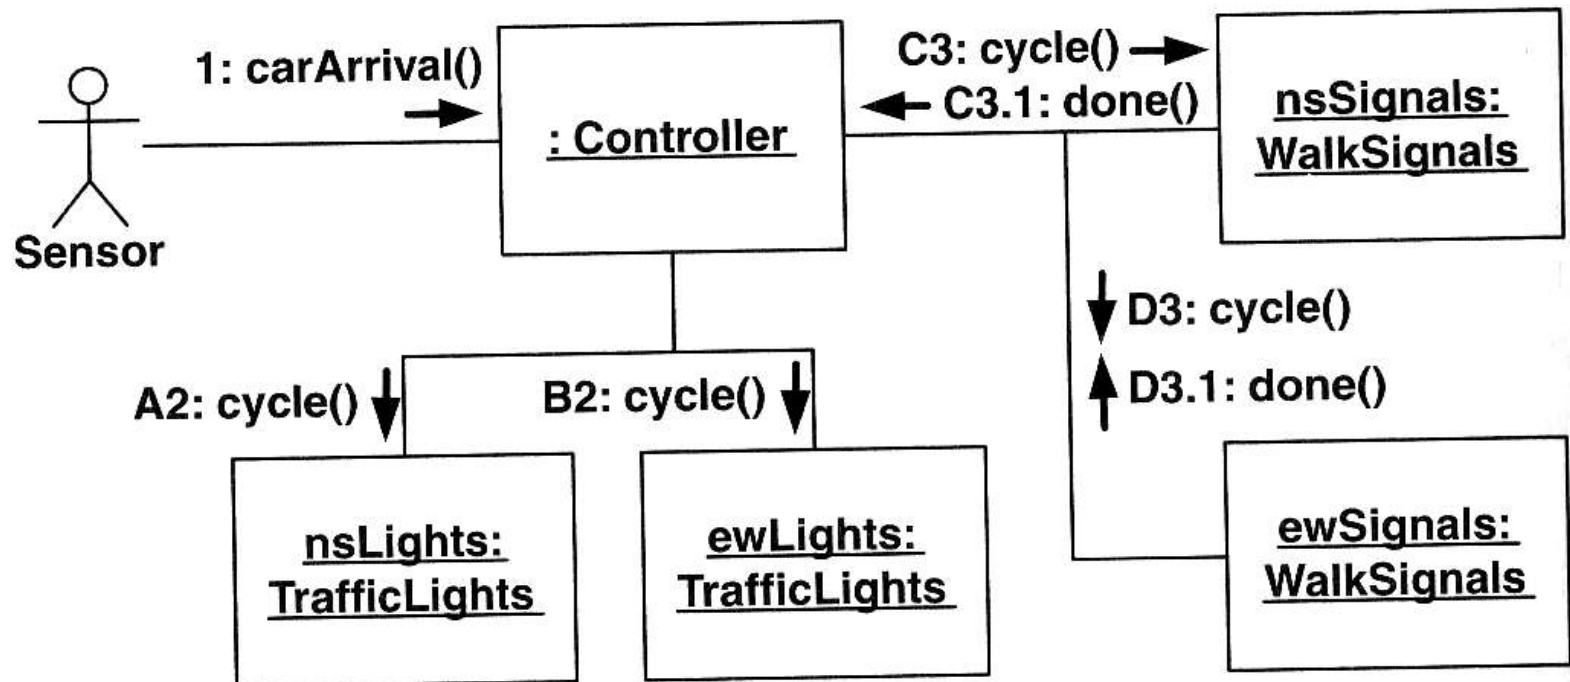 1: carArrival()
: Controller
C3: cycle()
C3.1: done()
nsSignals:
WalkSignals
Sensor
D3: cycle()
D3.1: done()
A2: cycle()
B2: cycle()
nsLights:
TrafficLights
ewLights:
TrafficLights
ewSignals:
WalkSignals